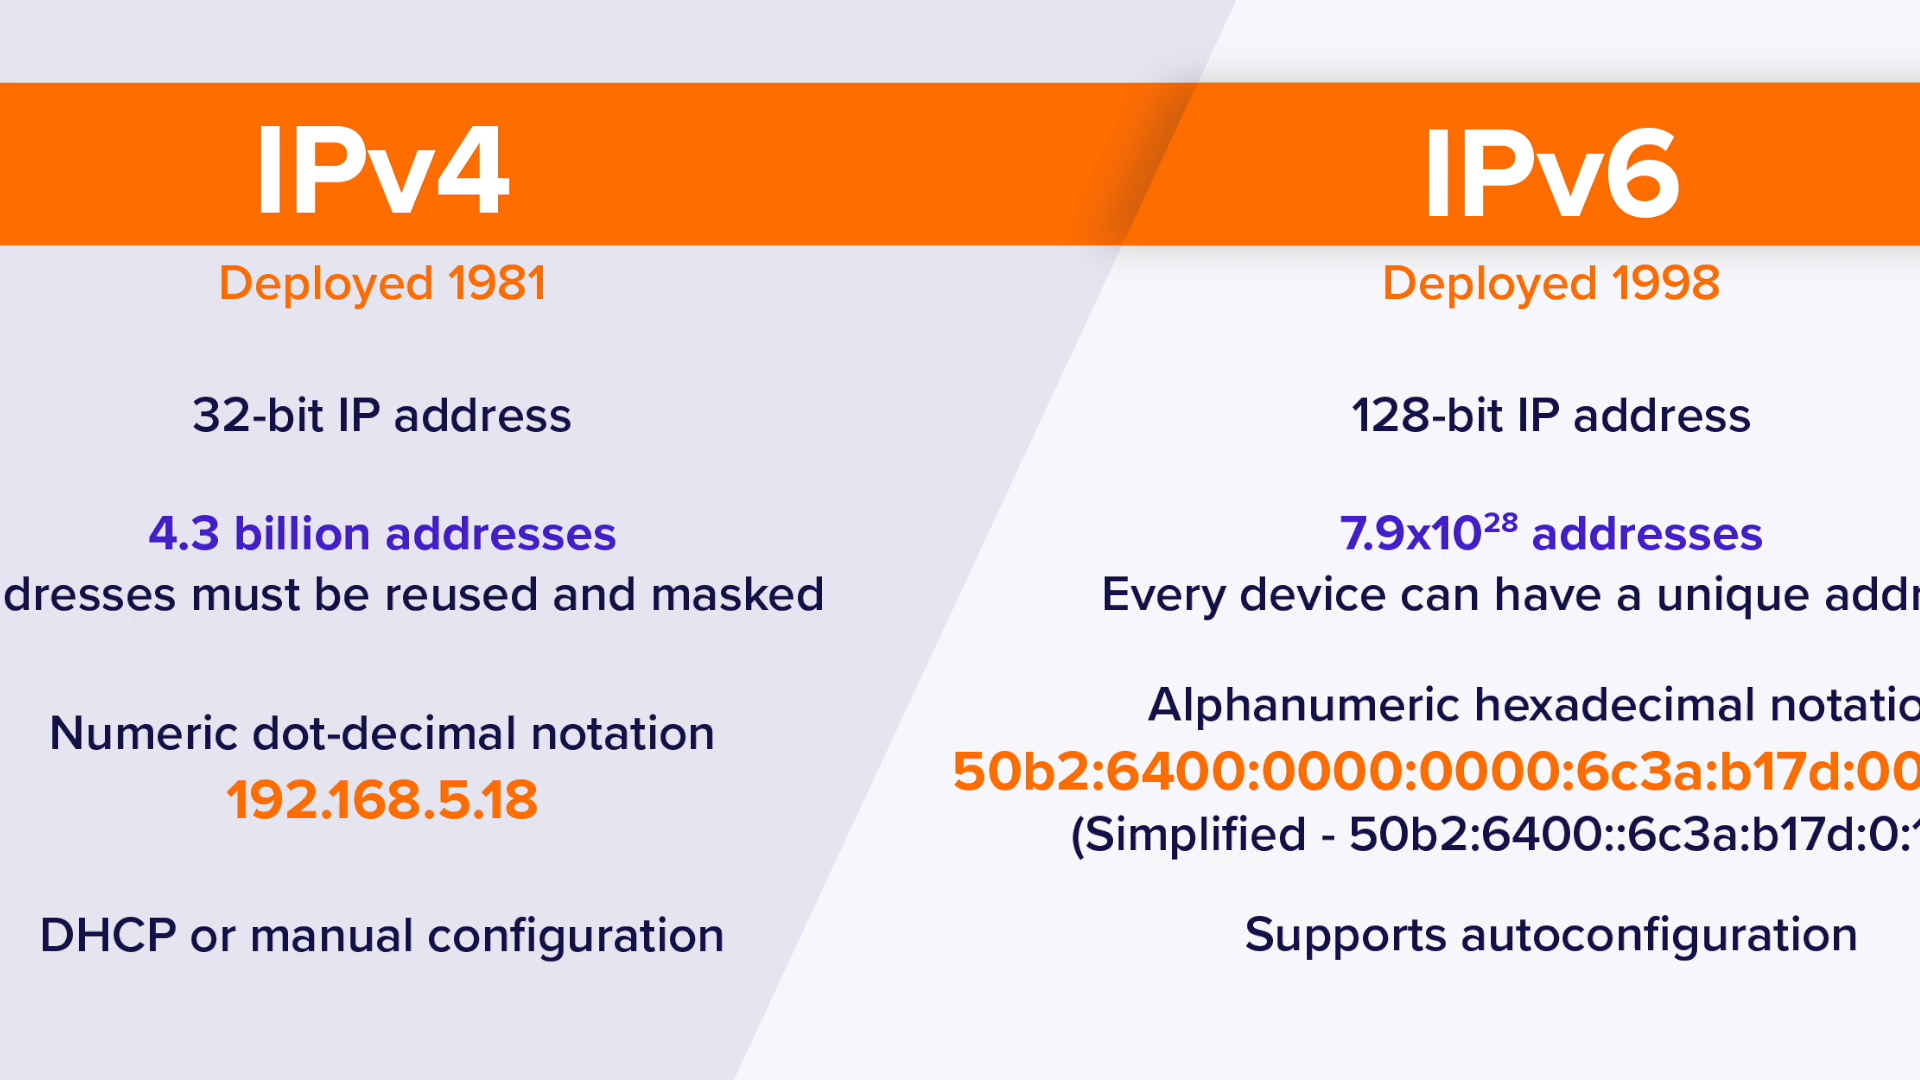 IPv4
Deployed 1981
32-bit IP address
4.3 billion addresses
dresses must be reused and masked
Numeric dot-decimal notation
192.168.5.18
DHCP or manual configuration
IPv6
Deployed 1998
128-bit IP address
7.9x10²⁸ addresses
Every device can have a unique addr
Alphanumeric hexadecimal notatio
50b2:6400:0000:0000:6c3a:b17d:00
(Simplified - 50b2:6400::6c3a:b17d:0:1
Supports autoconfiguration